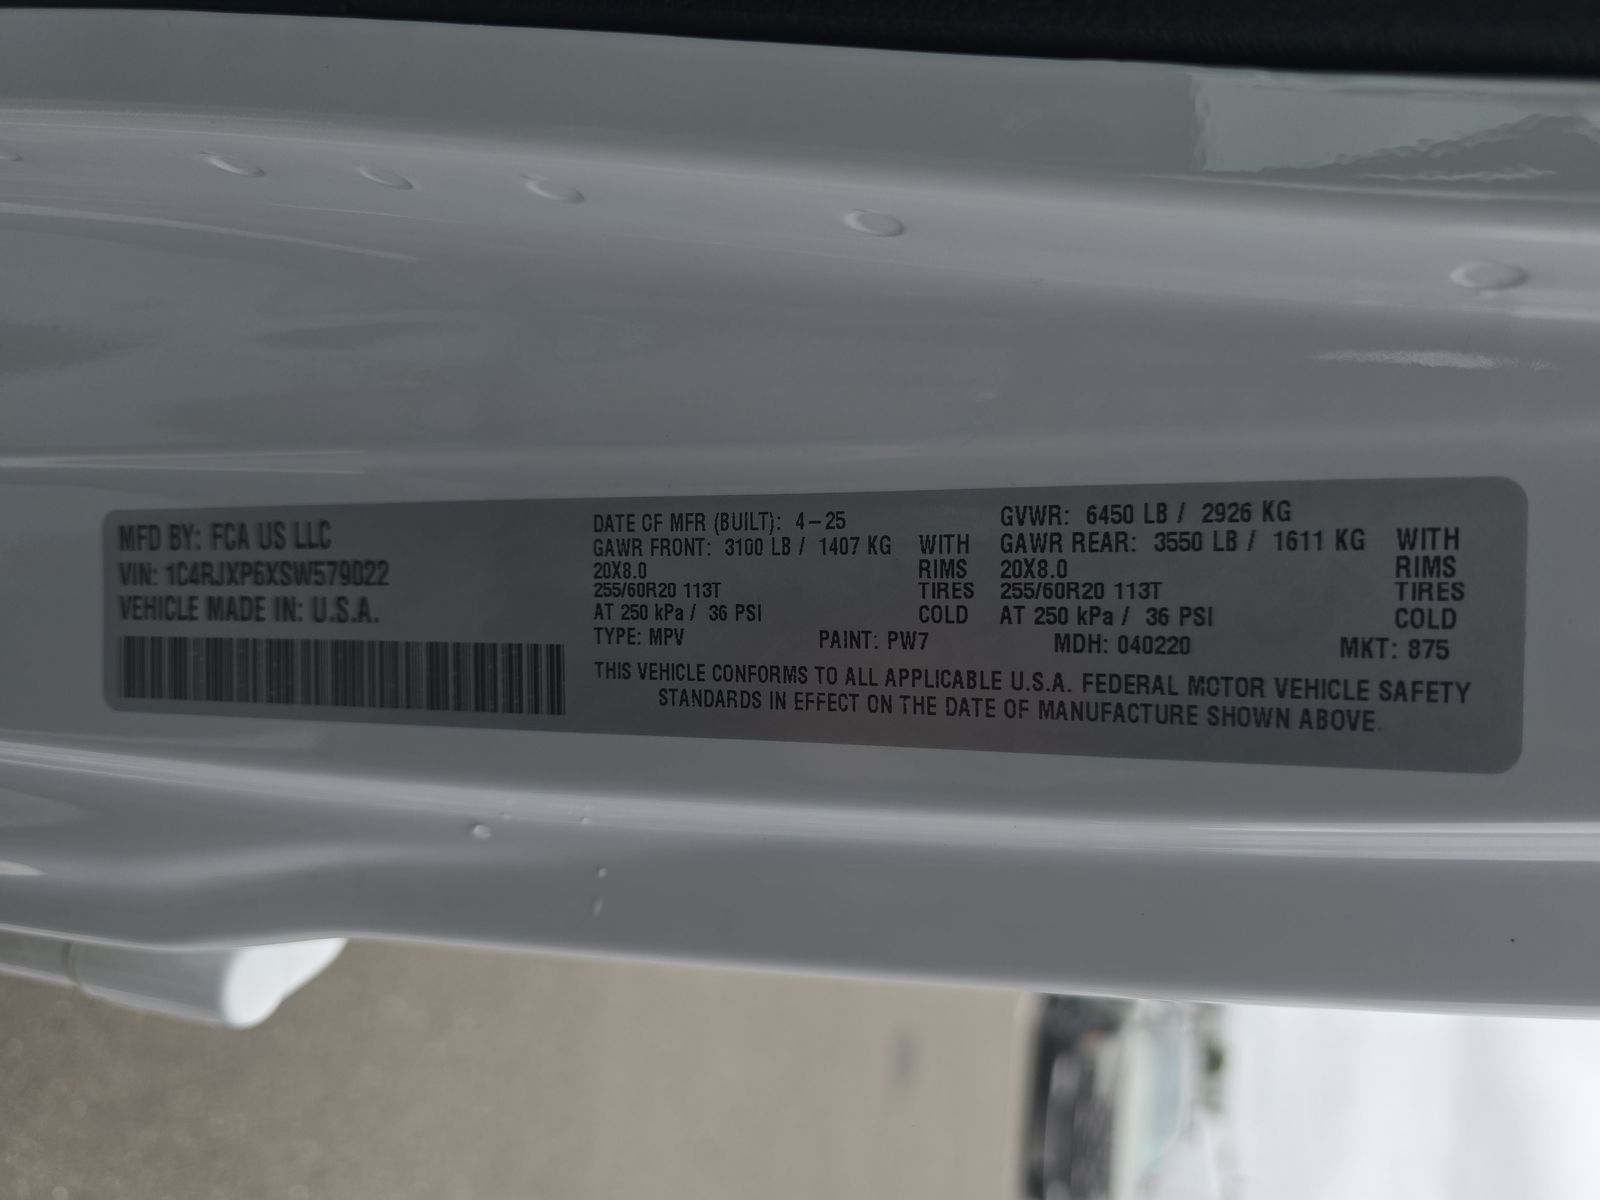 MFD BY: FCA US LLC
VIN: 1C4RJXP6XSW579022
VEHICLE MADE IN: U.S.A.
DATE OF MFR (BUILT): 4-25 GVWR: 6450 LB / 2926 KG
GAWR FRONT: 3100 LB / 1407 KG WITH GAWR REAR: 3550 LB / 1611 KG WITH
20X8.0 RIMS 20X8.0 RIMS
255/60R20 113T TIRES 255/60R20 113T TIRES
AT 250 kPa / 36 PSI COLD AT 250 kPa / 36 PSI COLD
TYPE: MPV PAINT: PW7 MDH: 040220 MKT: 875
THIS VEHICLE CONFORMS TO ALL APPLICABLE U.S.A. FEDERAL MOTOR VEHICLE SAFETY
STANDARDS IN EFFECT ON THE DATE OF MANUFACTURE SHOWN ABOVE.